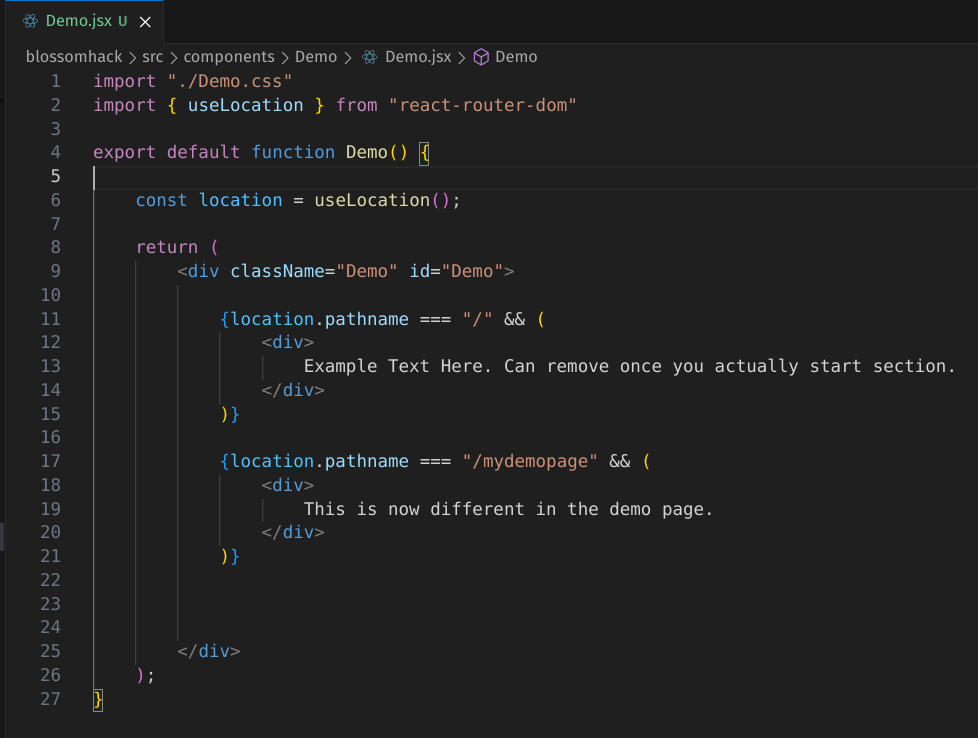 Demo.jsx U
blossomhack > src > components > Demo > Demo.jsx > Demo
1 import "./Demo.css"
2 import { useLocation } from "react-router-dom"
3
4 export default function Demo() {
5
6     const location = useLocation();
7
8     return (
9         <div className="Demo" id="Demo">
10
11             {location.pathname === "/" && (
12                 <div>
13                     Example Text Here. Can remove once you actually start section.
14                 </div>
15             )}
16
17             {location.pathname === "/mydemopage" && (
18                 <div>
19                     This is now different in the demo page.
20                 </div>
21             )}
22
23
24
25         </div>
26     );
27 }